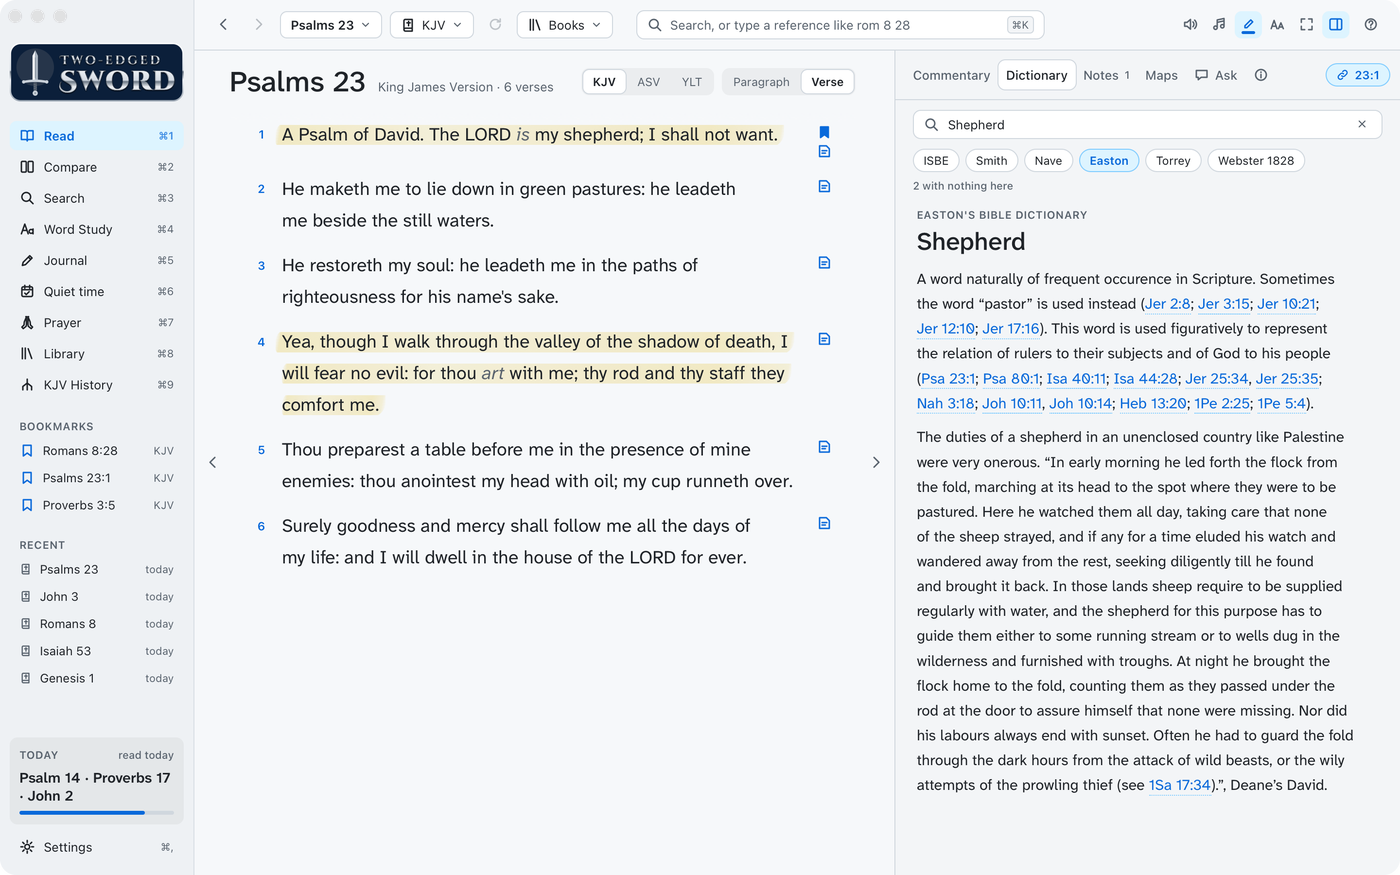 TWO-EDGED
SWORD
Read ⌘1
Compare ⌘2
Search ⌘3
Word Study ⌘4
Journal ⌘5
Quiet time ⌘6
Prayer ⌘7
Library ⌘8
KJV History ⌘9
BOOKMARKS
Romans 8:28 KJV
Psalms 23:1 KJV
Proverbs 3:5 KJV
RECENT
Psalms 23 today
John 3 today
Romans 8 today
Isaiah 53 today
Genesis 1 today
TODAY read today
Psalm 14 · Proverbs 17
· John 2
Settings ⌘,
Psalms 23 KJV Books Search, or type a reference like rom 8 28 ⌘K
Psalms 23 King James Version · 6 verses KJV ASV YLT Paragraph Verse
1 A Psalm of David. The LORD is my shepherd; I shall not want.
2 He maketh me to lie down in green pastures: he leadeth
me beside the still waters.
3 He restoreth my soul: he leadeth me in the paths of
righteousness for his name's sake.
4 Yea, though I walk through the valley of the shadow of death, I
will fear no evil: for thou art with me; thy rod and thy staff they
comfort me.
5 Thou preparest a table before me in the presence of mine
enemies: thou anointest my head with oil; my cup runneth over.
6 Surely goodness and mercy shall follow me all the days of
my life: and I will dwell in the house of the LORD for ever.
Commentary Dictionary Notes 1 Maps Ask 23:1
Shepherd
ISBE Smith Nave Easton Torrey Webster 1828
2 with nothing here
EASTON'S BIBLE DICTIONARY
Shepherd
A word naturally of frequent occurence in Scripture. Sometimes
the word “pastor” is used instead (Jer 2:8; Jer 3:15; Jer 10:21;
Jer 12:10; Jer 17:16). This word is used figuratively to represent
the relation of rulers to their subjects and of God to his people
(Psa 23:1; Psa 80:1; Isa 40:11; Isa 44:28; Jer 25:34, Jer 25:35;
Nah 3:18; Joh 10:11, Joh 10:14; Heb 13:20; 1Pe 2:25; 1Pe 5:4).
The duties of a shepherd in an unenclosed country like Palestine
were very onerous. “In early morning he led forth the flock from
the fold, marching at its head to the spot where they were to be
pastured. Here he watched them all day, taking care that none
of the sheep strayed, and if any for a time eluded his watch and
wandered away from the rest, seeking diligently till he found
and brought it back. In those lands sheep require to be supplied
regularly with water, and the shepherd for this purpose has to
guide them either to some running stream or to wells dug in the
wilderness and furnished with troughs. At night he brought the
flock home to the fold, counting them as they passed under the
rod at the door to assure himself that none were missing. Nor did
his labours always end with sunset. Often he had to guard the fold
through the dark hours from the attack of wild beasts, or the wily
attempts of the prowling thief (see 1Sa 17:34).”, Deane’s David.